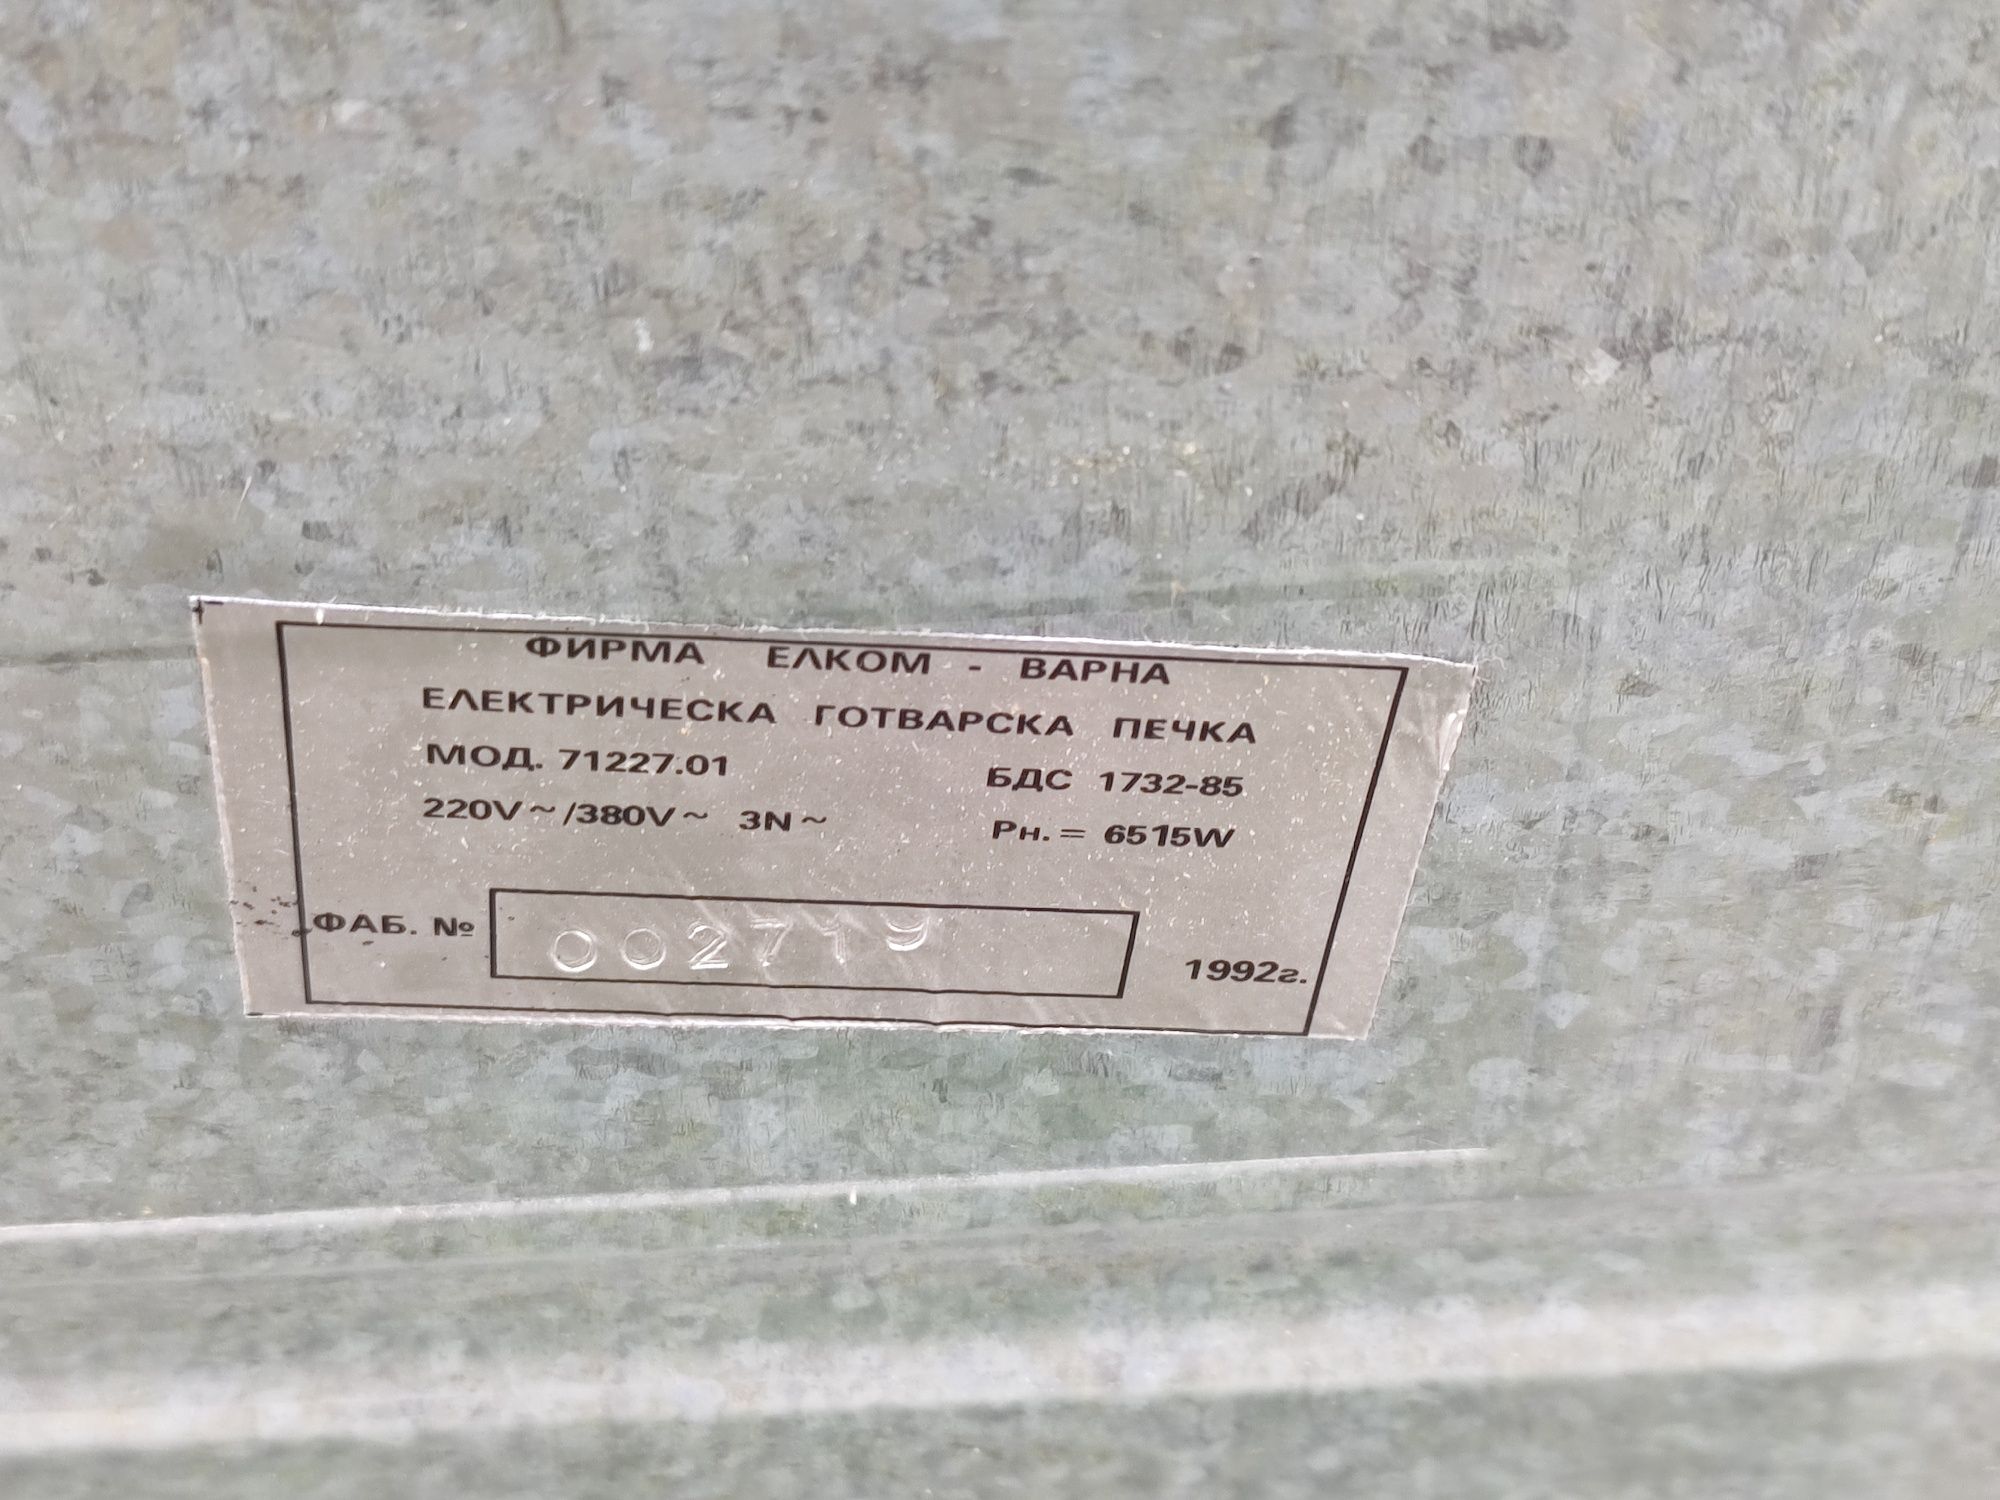 ФИРМА ЕЛКОМ - ВАРНА
ЕЛЕКТРИЧЕСКА ГОТВАРСКА ПЕЧКА
МОД. 71227.01 БДС 1732-85
220V~/380V~ 3N~ Рн. = 6515W
ФАБ. № 002719 1992г.